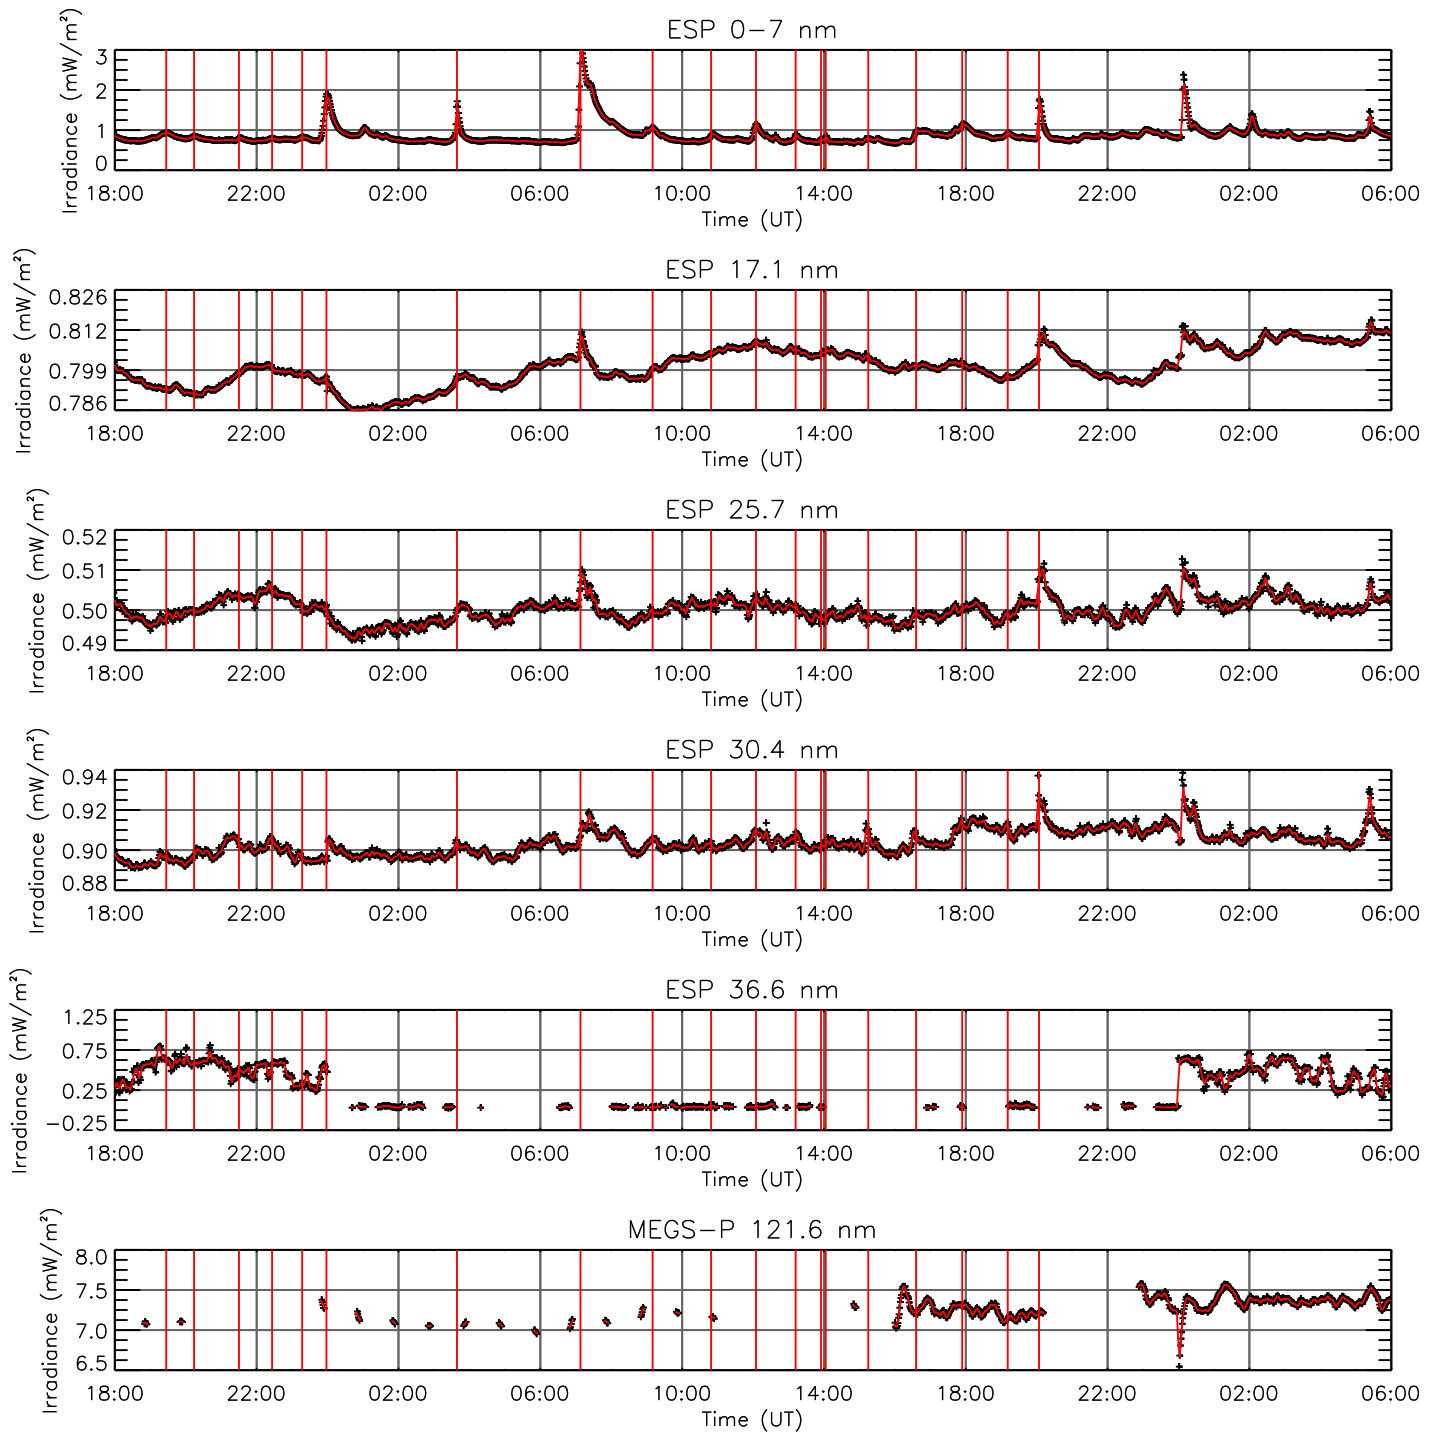 ESP 0−7 nm
Irradiance (mW/m²)
3
2
1
0
18:00 22:00 02:00 06:00 10:00 14:00 18:00 22:00 02:00 06:00
Time (UT)
ESP 17.1 nm
Irradiance (mW/m²)
0.826
0.812
0.799
0.786
18:00 22:00 02:00 06:00 10:00 14:00 18:00 22:00 02:00 06:00
Time (UT)
ESP 25.7 nm
Irradiance (mW/m²)
0.52
0.51
0.50
0.49
18:00 22:00 02:00 06:00 10:00 14:00 18:00 22:00 02:00 06:00
Time (UT)
ESP 30.4 nm
Irradiance (mW/m²)
0.94
0.92
0.90
0.88
18:00 22:00 02:00 06:00 10:00 14:00 18:00 22:00 02:00 06:00
Time (UT)
ESP 36.6 nm
Irradiance (mW/m²)
1.25
0.75
0.25
−0.25
18:00 22:00 02:00 06:00 10:00 14:00 18:00 22:00 02:00 06:00
Time (UT)
MEGS−P 121.6 nm
Irradiance (mW/m²)
8.0
7.5
7.0
6.5
18:00 22:00 02:00 06:00 10:00 14:00 18:00 22:00 02:00 06:00
Time (UT)